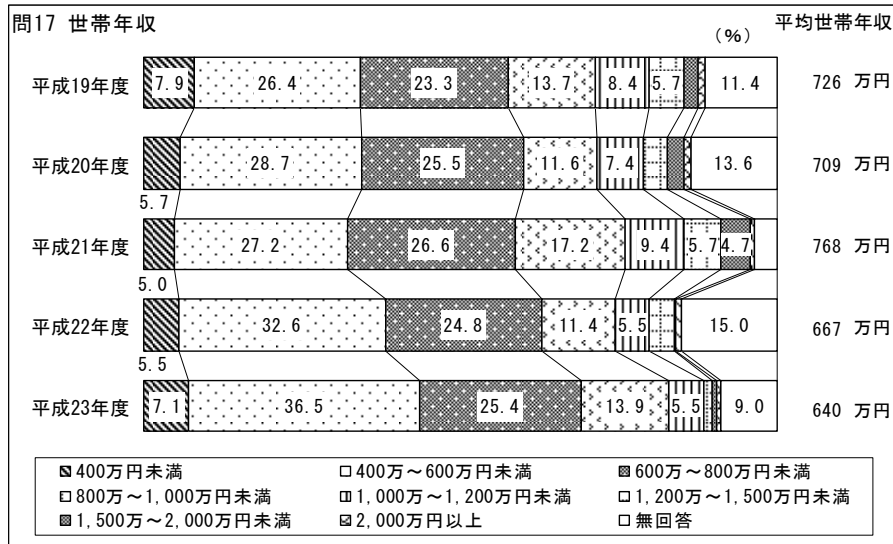 問17 世帯年収 平均世帯年収
(%)
平成19年度 7.9 26.4 23.3 13.7 8.4 5.7 11.4 726 万円
平成20年度 28.7 25.5 11.6 7.4 13.6 709 万円
5.7
平成21年度 27.2 26.6 17.2 9.4 5.7 4.7 768 万円
5.0
平成22年度 32.6 24.8 11.4 5.5 15.0 667 万円
5.5
平成23年度 7.1 36.5 25.4 13.9 5.5 9.0 640 万円
400万円未満 400万~600万円未満 600万~800万円未満
800万~1,000万円未満 1,000万~1,200万円未満 1,200万~1,500万円未満
1,500万~2,000万円未満 2,000万円以上 無回答